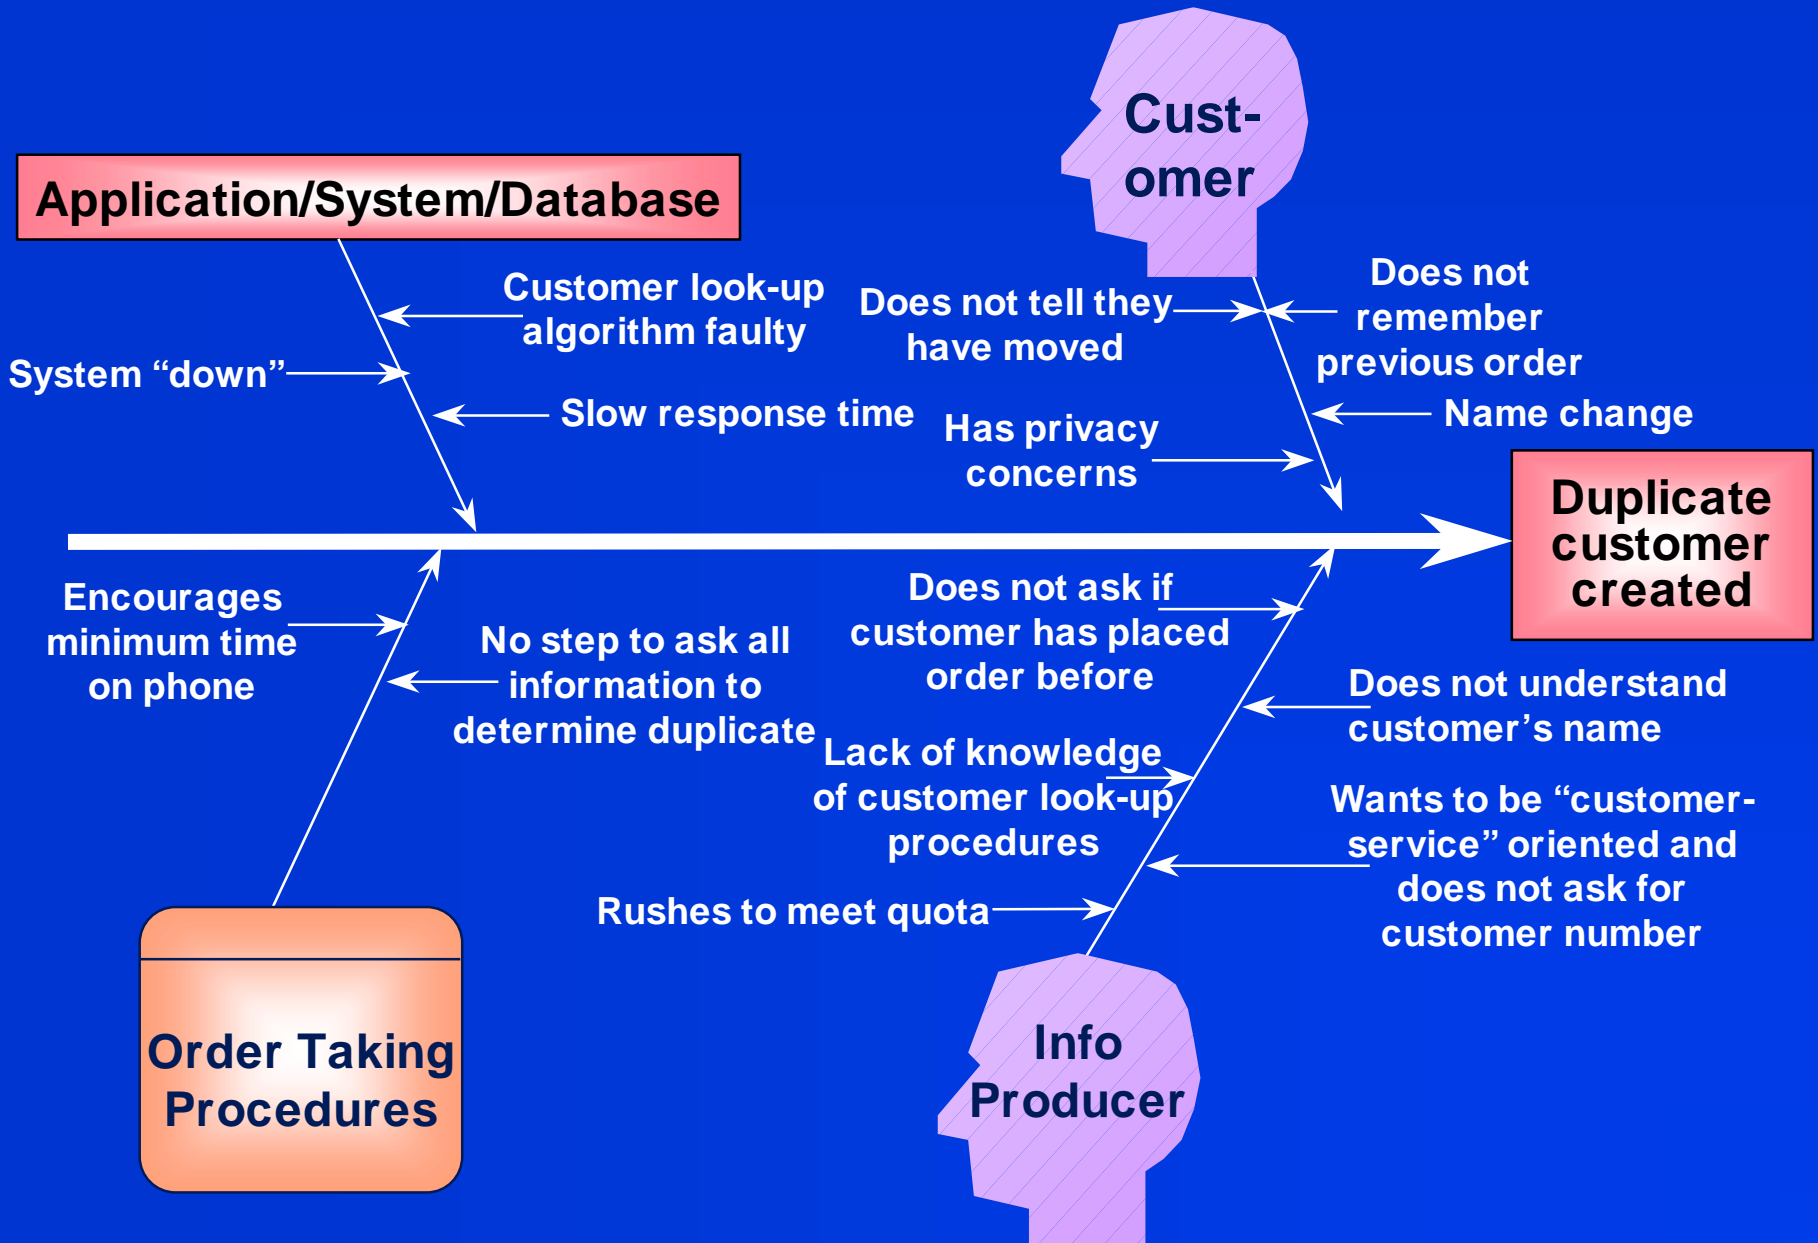 Cust-
omer
Application/System/Database
Customer look-up
algorithm faulty
System “down”
Slow response time
Does not tell they
have moved
Does not
remember
previous order
Name change
Has privacy
concerns
Duplicate
customer
created
Encourages
minimum time
on phone
No step to ask all
information to
determine duplicate
Does not ask if
customer has placed
order before
Does not understand
customer’s name
Lack of knowledge
of customer look-up
procedures
Wants to be “customer-
service” oriented and
does not ask for
customer number
Rushes to meet quota
Order Taking
Procedures
Info
Producer